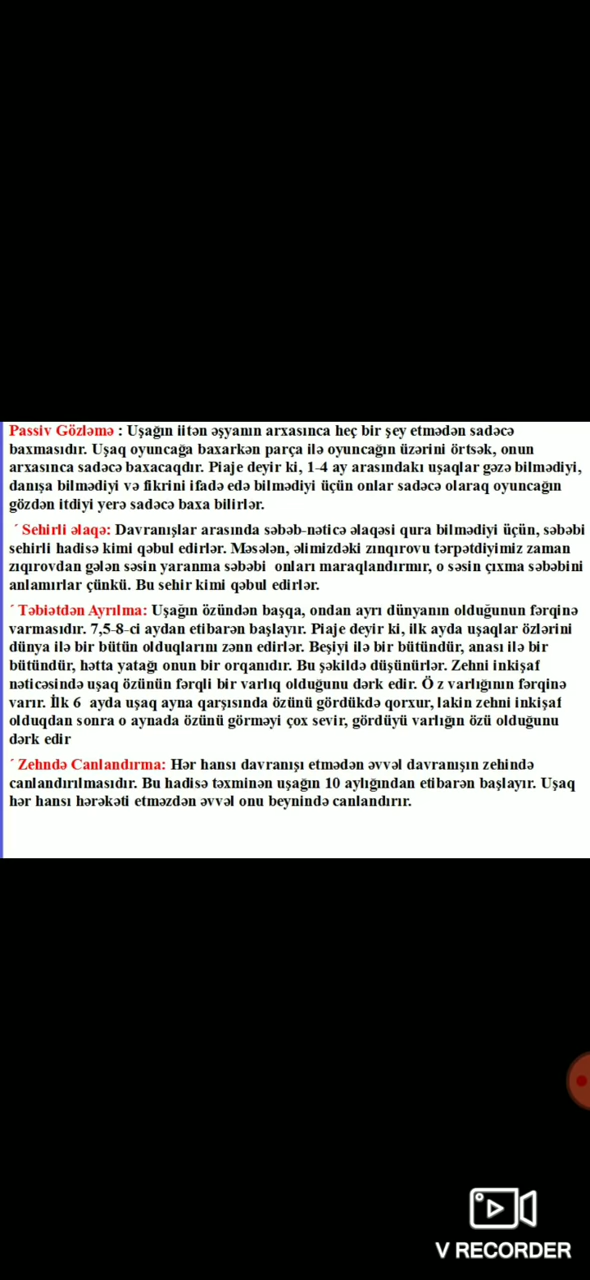 Passiv Gözləmə : Uşağın iitən əşyanın arxasınca heç bir şey etmədən sadəcə
baxmasıdır. Uşaq oyuncağa baxarkən parça ilə oyuncağın üzərini örtsək, onun
arxasınca sadəcə baxacaqdır. Piaje deyir ki, 1-4 ay arasındakı uşaqlar gəzə bilmədiyi,
danışa bilmədiyi və fikrini ifadə edə bilmədiyi üçün onlar sadəcə olaraq oyuncağın
gözdən itdiyi yerə sadəcə baxa bilirlər.
´ Sehirli əlaqə: Davranışlar arasında səbəb-nəticə əlaqəsi qura bilmədiyi üçün, səbəbi
sehirli hadisə kimi qəbul edirlər. Məsələn, əlimizdəki zınqırovu tərpətdiyimiz zaman
zıqırovdan gələn səsin yaranma səbəbi onları maraqlandırmır, o səsin çıxma səbəbini
anlamırlar çünkü. Bu sehir kimi qəbul edirlər.
´ Təbiətdən Ayrılma: Uşağın özündən başqa, ondan ayrı dünyanın olduğunun fərqinə
varmasıdır. 7,5-8-ci aydan etibarən başlayır. Piaje deyir ki, ilk ayda uşaqlar özlərini
dünya ilə bir bütün olduqlarını zənn edirlər. Beşiyi ilə bir bütündür, anası ilə bir
bütündür, hətta yatağı onun bir orqanıdır. Bu şəkildə düşünürlər. Zehni inkişaf
nəticəsində uşaq özünün fərqli bir varlıq olduğunu dərk edir. Ö z varlığının fərqinə
varır. İlk 6 ayda uşaq ayna qarşısında özünü gördükdə qorxur, lakin zehni inkişaf
olduqdan sonra o aynada özünü görməyi çox sevir, gördüyü varlığın özü olduğunu
dərk edir
´ Zehndə Canlandırma: Hər hansı davranışı etmədən əvvəl davranışın zehində
canlandırılmasıdır. Bu hadisə təxminən uşağın 10 aylığından etibarən başlayır. Uşaq
hər hansı hərəkəti etməzdən əvvəl onu beynində canlandırır.
V RECORDER